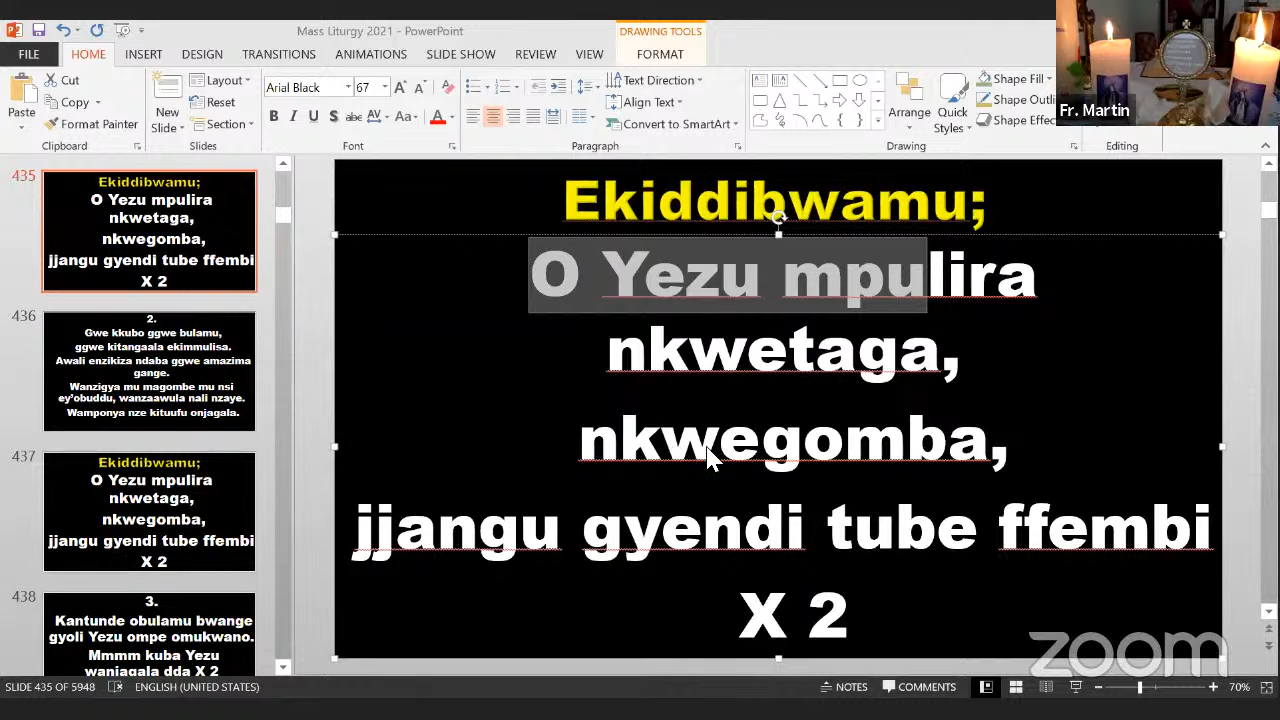 Mass Liturgy 2021 - PowerPoint
DRAWING TOOLS
FILE HOME INSERT DESIGN TRANSITIONS ANIMATIONS SLIDE SHOW REVIEW VIEW FORMAT
Paste
Cut
Copy
Format Painter
Clipboard
New
Slide
Layout
Reset
Section
Slides
Arial Black 67
B I U S abc AV Aa A
Font
Text Direction
Align Text
Convert to SmartArt
Paragraph
Arrange
Quick
Styles
Shape Fill
Shape Outli
Shape Effec
Drawing
Editing
Fr. Martin
435
Ekiddibwamu;
O Yezu mpulira
nkwetaga,
nkwegomba,
jjangu gyendi tube ffembi
X 2
436
2.
Gwe kkubo ggwe bulamu,
ggwe kitangaala ekimmulisa.
Awali enzikiza ndaba ggwe amazima
gange.
Wanzigya mu magombe mu nsi
ey'obuddu, wanzaawula nali nzaye.
Wamponya nze kituufu onjagala.
437
Ekiddibwamu;
O Yezu mpulira
nkwetaga,
nkwegomba,
jjangu gyendi tube ffembi
X 2
438
3.
Kantunde obulamu bwange
gyoli Yezu ompe omukwano.
Mmmm kuba Yezu
waniagala dda X 2
Ekiddibwamu;
O Yezu mpulira
nkwetaga,
nkwegomba,
jjangu gyendi tube ffembi
X 2
zoom
SLIDE 435 OF 5948 ENGLISH (UNITED STATES) NOTES COMMENTS 70%